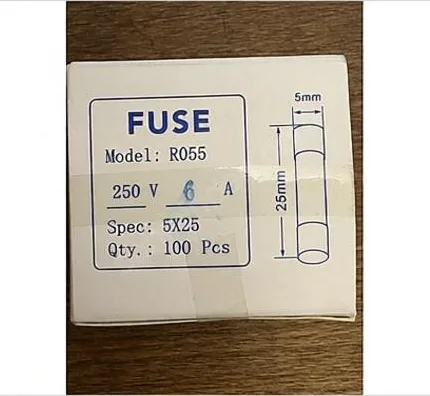 FUSE
Model: R055
250 V 6 A
Spec: 5X25
Qty.: 100 Pcs
5mm
25mm